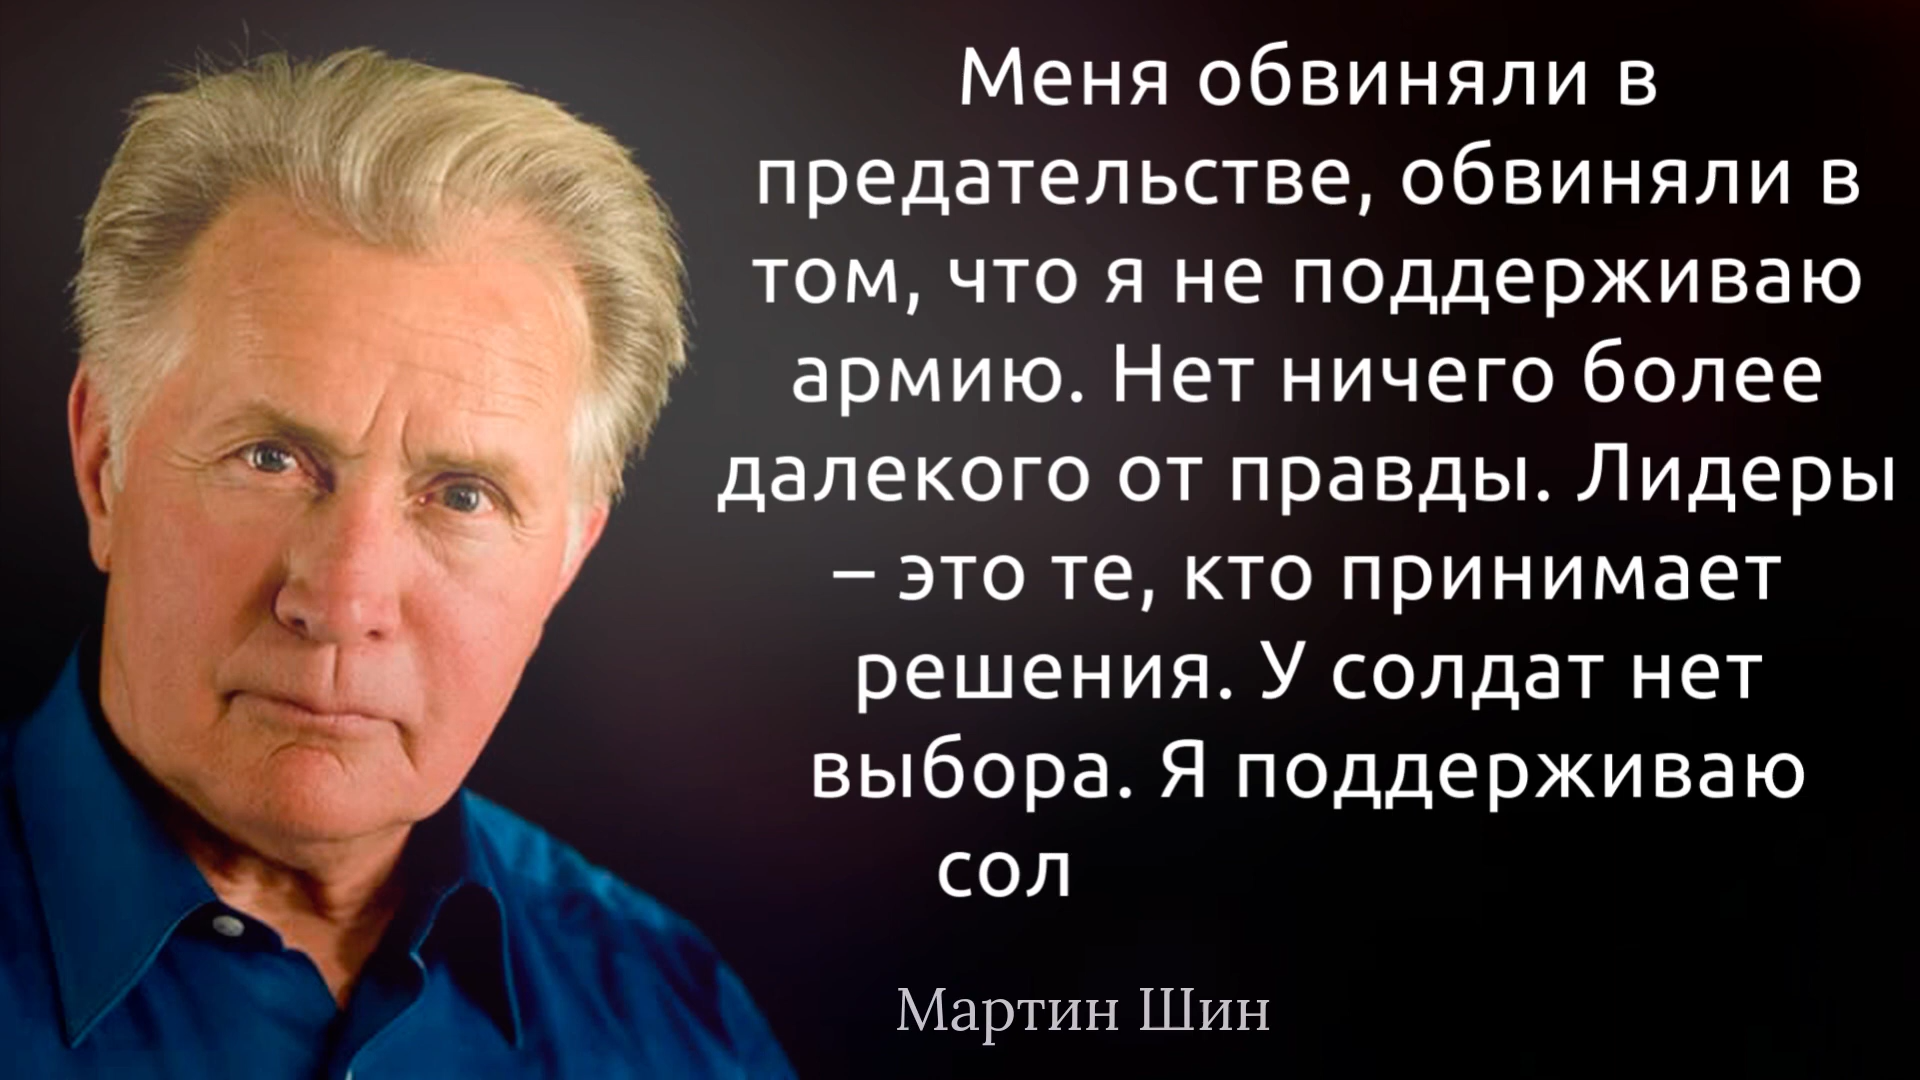 Меня обвиняли в
предательстве, обвиняли в
том, что я не поддерживаю
армию. Нет ничего более
далекого от правды. Лидеры
– это те, кто принимает
решения. У солдат нет
выбора. Я поддерживаю
сол
Мартин Шин